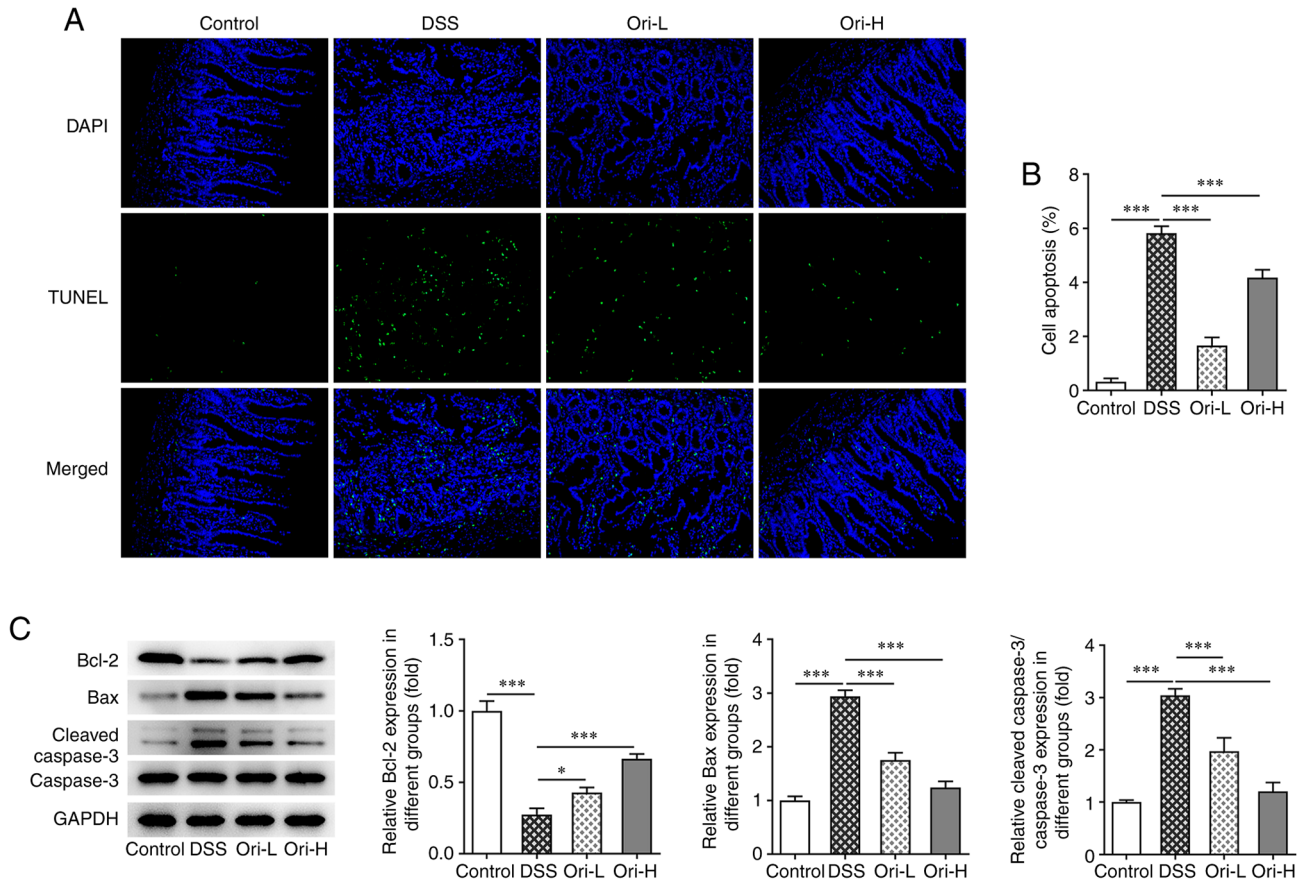 A
Control DSS Ori-L Ori-H
DAPI
TUNEL
Merged
B
Cell apoptosis (%)
8
6
4
2
0
*** ***
***
Control DSS Ori-L Ori-H
C
Bcl-2
Bax
Cleaved
caspase-3
Caspase-3
GAPDH
Control DSS Ori-L Ori-H
Relative Bcl-2 expression in
different groups (fold)
1.5
1.0
0.5
0.0
***
***
*
Control DSS Ori-L Ori-H
Relative Bax expression in
different groups (fold)
4
3
2
1
0
***
*** ***
Control DSS Ori-L Ori-H
Relative cleaved caspase-3/
caspase-3 expression in
different groups (fold)
4
3
2
1
0
***
*** ***
Control DSS Ori-L Ori-H